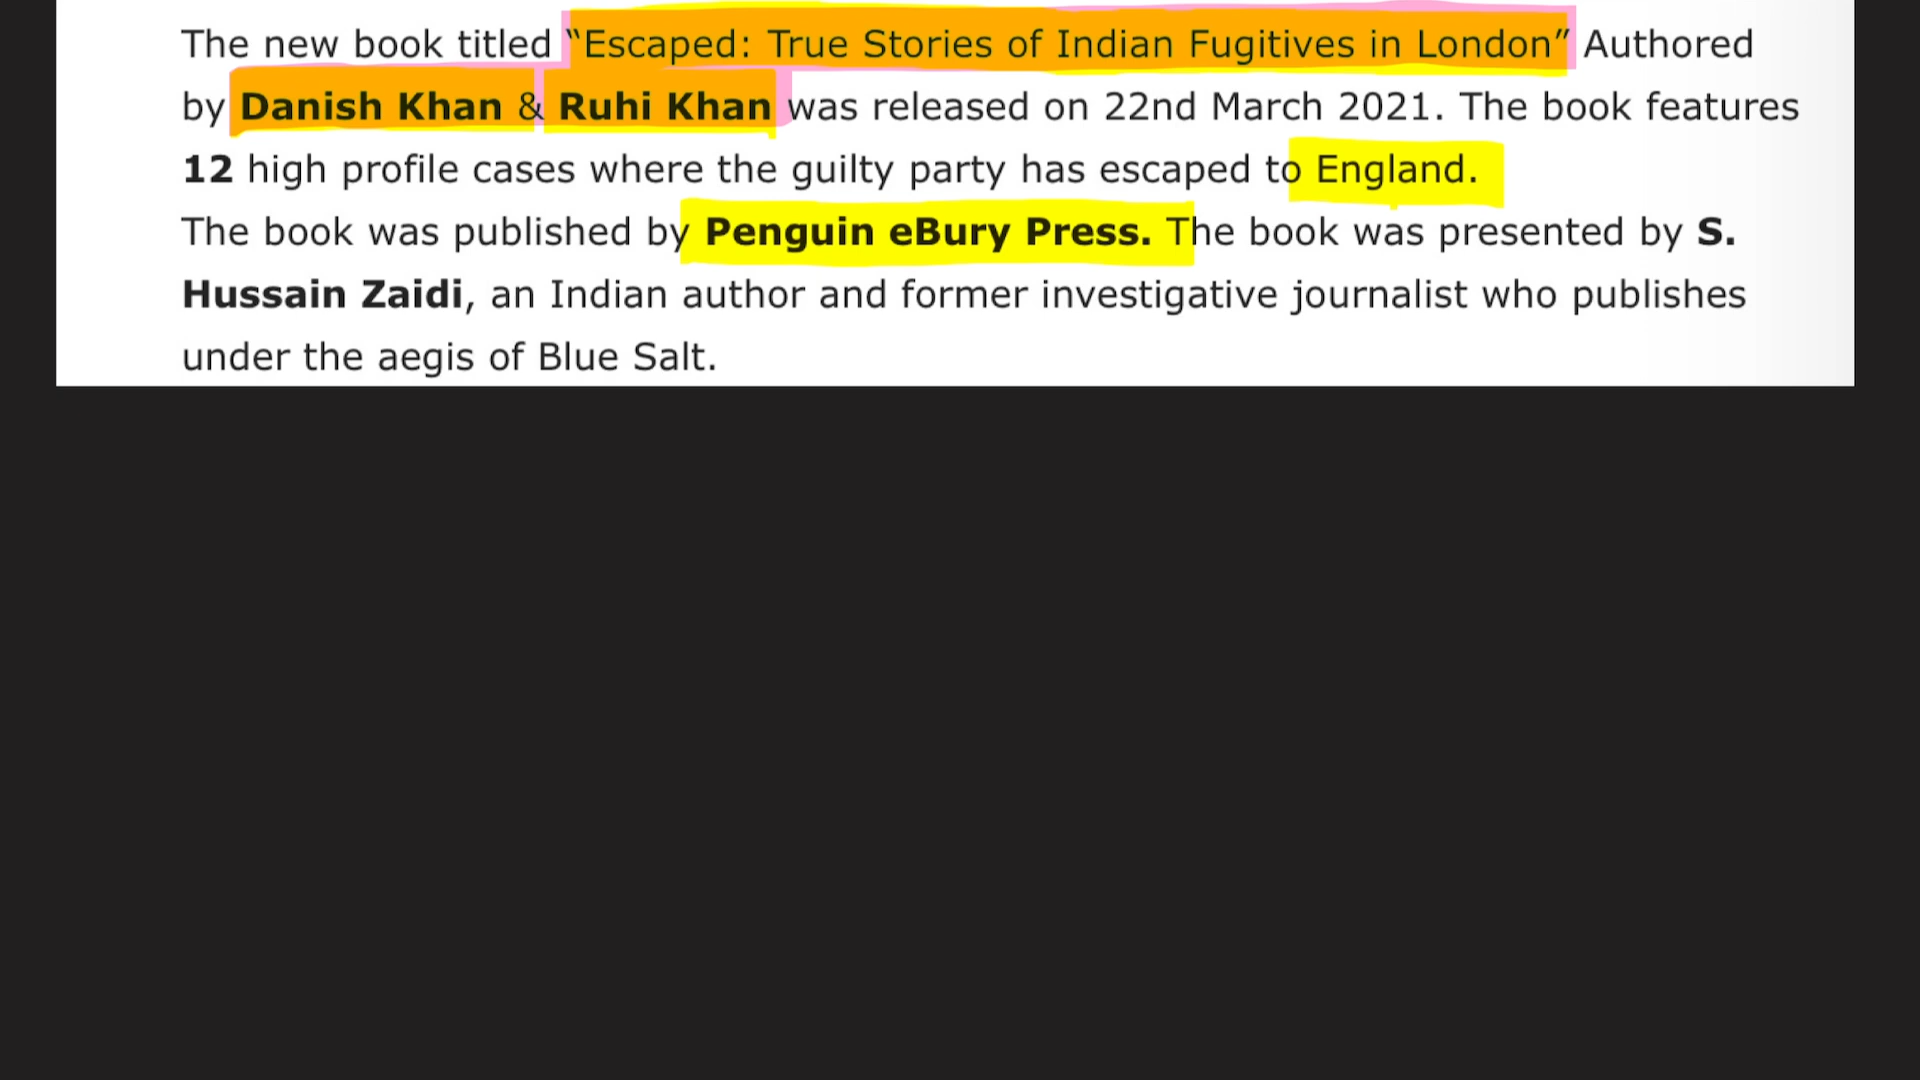 The new book titled “Escaped: True Stories of Indian Fugitives in London” Authored
by Danish Khan & Ruhi Khan was released on 22nd March 2021. The book features
12 high profile cases where the guilty party has escaped to England.
The book was published by Penguin eBury Press. The book was presented by S.
Hussain Zaidi, an Indian author and former investigative journalist who publishes
under the aegis of Blue Salt.